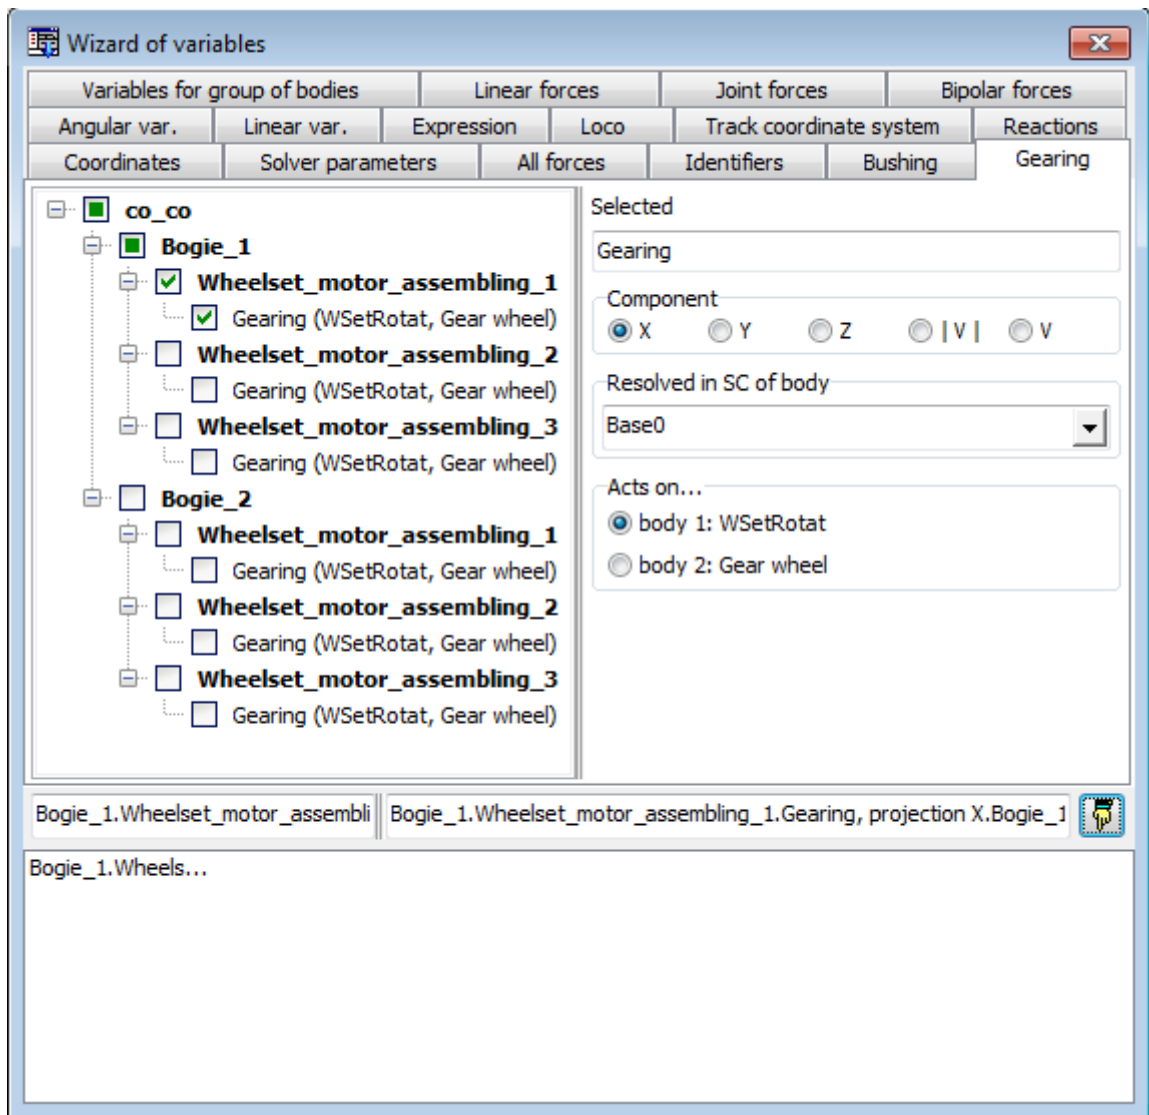 Wizard of variables
Variables for group of bodies Linear forces Joint forces Bipolar forces
Angular var. Linear var. Expression Loco Track coordinate system Reactions
Coordinates Solver parameters All forces Identifiers Bushing Gearing
co_co
Bogie_1
Wheelset_motor_assembling_1
Gearing (WSetRotat, Gear wheel)
Wheelset_motor_assembling_2
Gearing (WSetRotat, Gear wheel)
Wheelset_motor_assembling_3
Gearing (WSetRotat, Gear wheel)
Bogie_2
Wheelset_motor_assembling_1
Gearing (WSetRotat, Gear wheel)
Wheelset_motor_assembling_2
Gearing (WSetRotat, Gear wheel)
Wheelset_motor_assembling_3
Gearing (WSetRotat, Gear wheel)
Selected
Gearing
Component
X Y Z |V| V
Resolved in SC of body
Base0
Acts on...
body 1: WSetRotat
body 2: Gear wheel
Bogie_1.Wheelset_motor_assembli Bogie_1.Wheelset_motor_assembling_1.Gearing, projection X.Bogie_1
Bogie_1.Wheels...